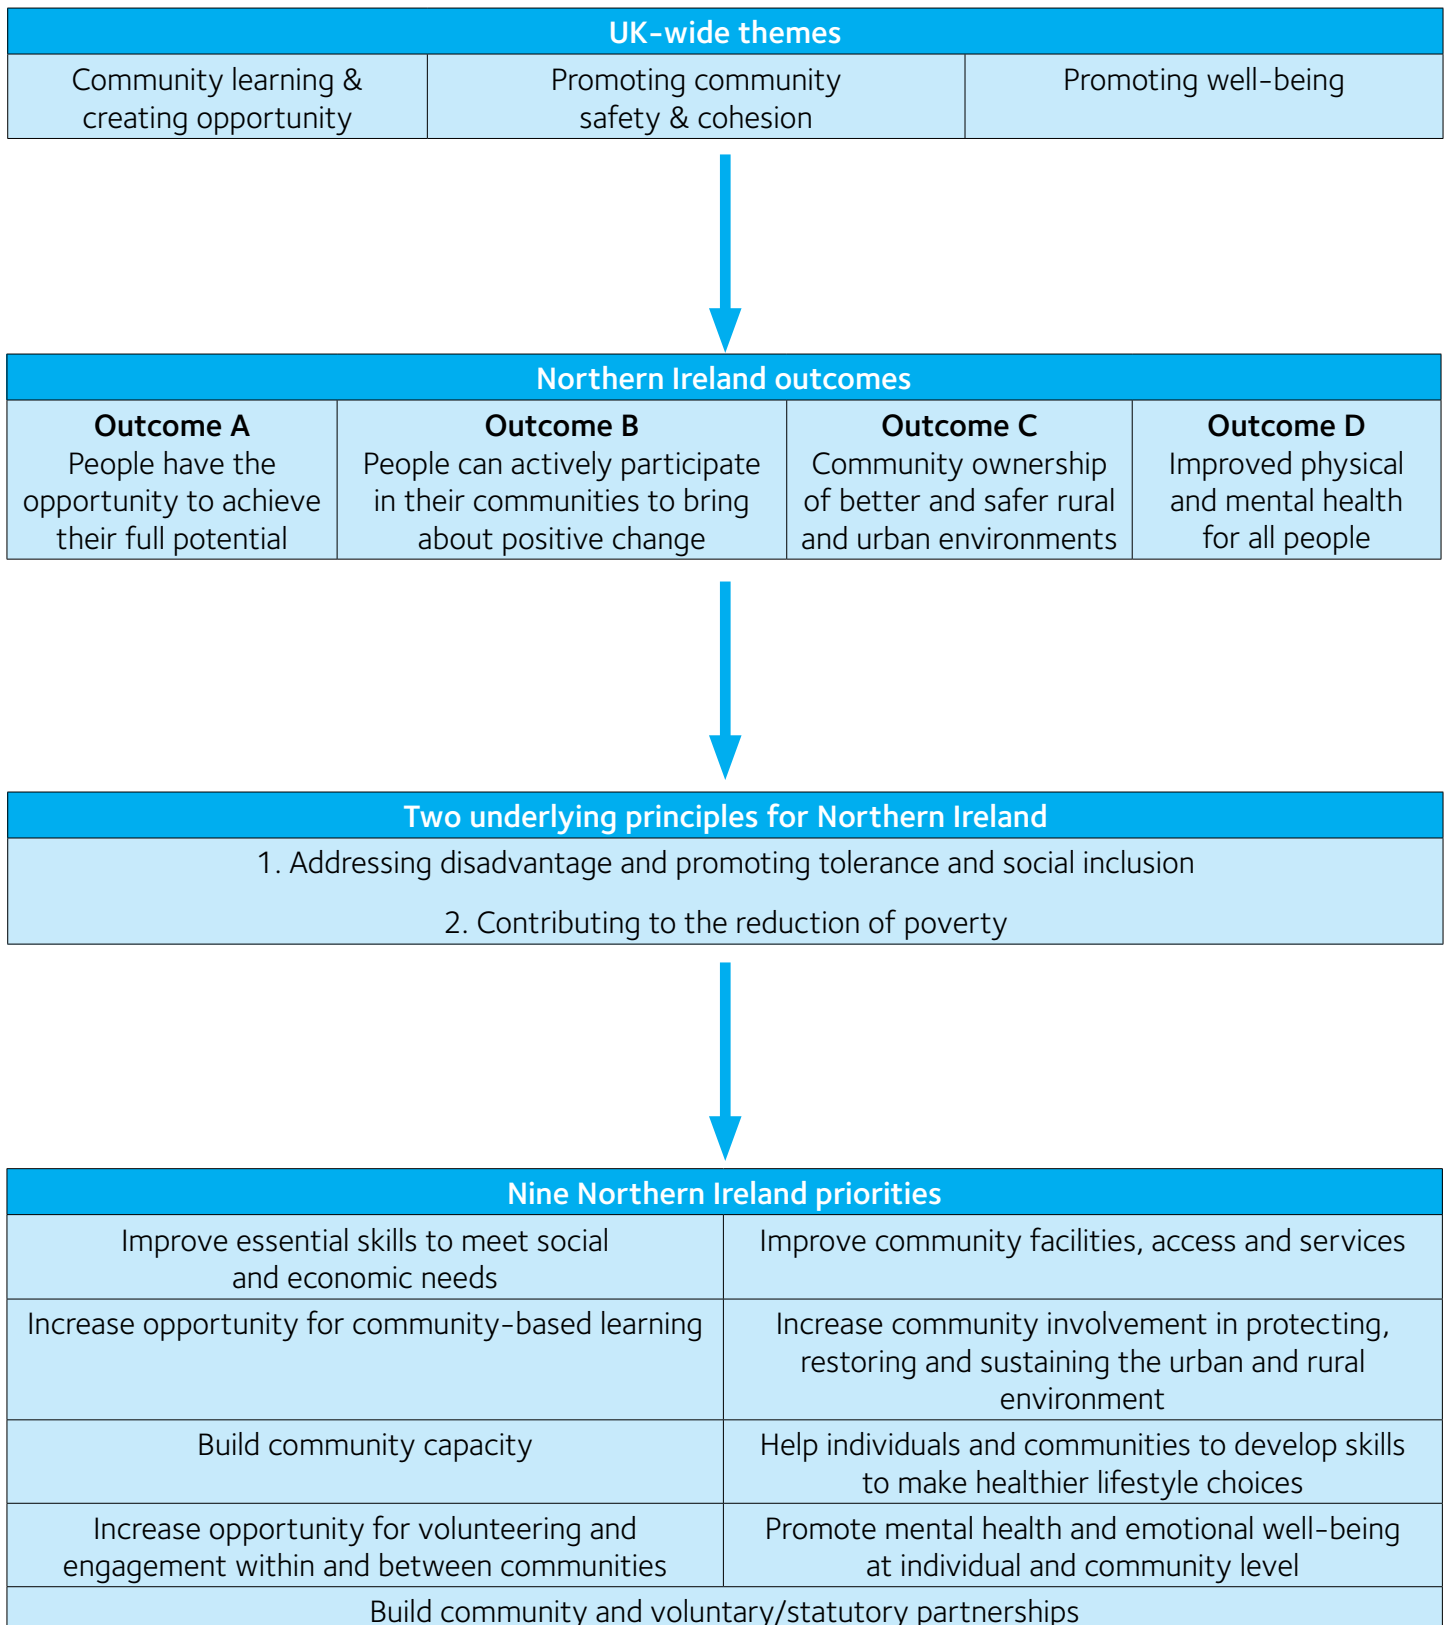 UK-wide themes
Community learning &
creating opportunity
Promoting community
safety & cohesion
Promoting well-being
Northern Ireland outcomes
Outcome A
People have the
opportunity to achieve
their full potential
Outcome B
People can actively participate
in their communities to bring
about positive change
Outcome C
Community ownership
of better and safer rural
and urban environments
Outcome D
Improved physical
and mental health
for all people
Two underlying principles for Northern Ireland
1. Addressing disadvantage and promoting tolerance and social inclusion
2. Contributing to the reduction of poverty
Nine Northern Ireland priorities
Improve essential skills to meet social
and economic needs
Improve community facilities, access and services
Increase opportunity for community-based learning
Increase community involvement in protecting,
restoring and sustaining the urban and rural
environment
Build community capacity
Help individuals and communities to develop skills
to make healthier lifestyle choices
Increase opportunity for volunteering and
engagement within and between communities
Promote mental health and emotional well-being
at individual and community level
Build community and voluntary/statutory partnerships